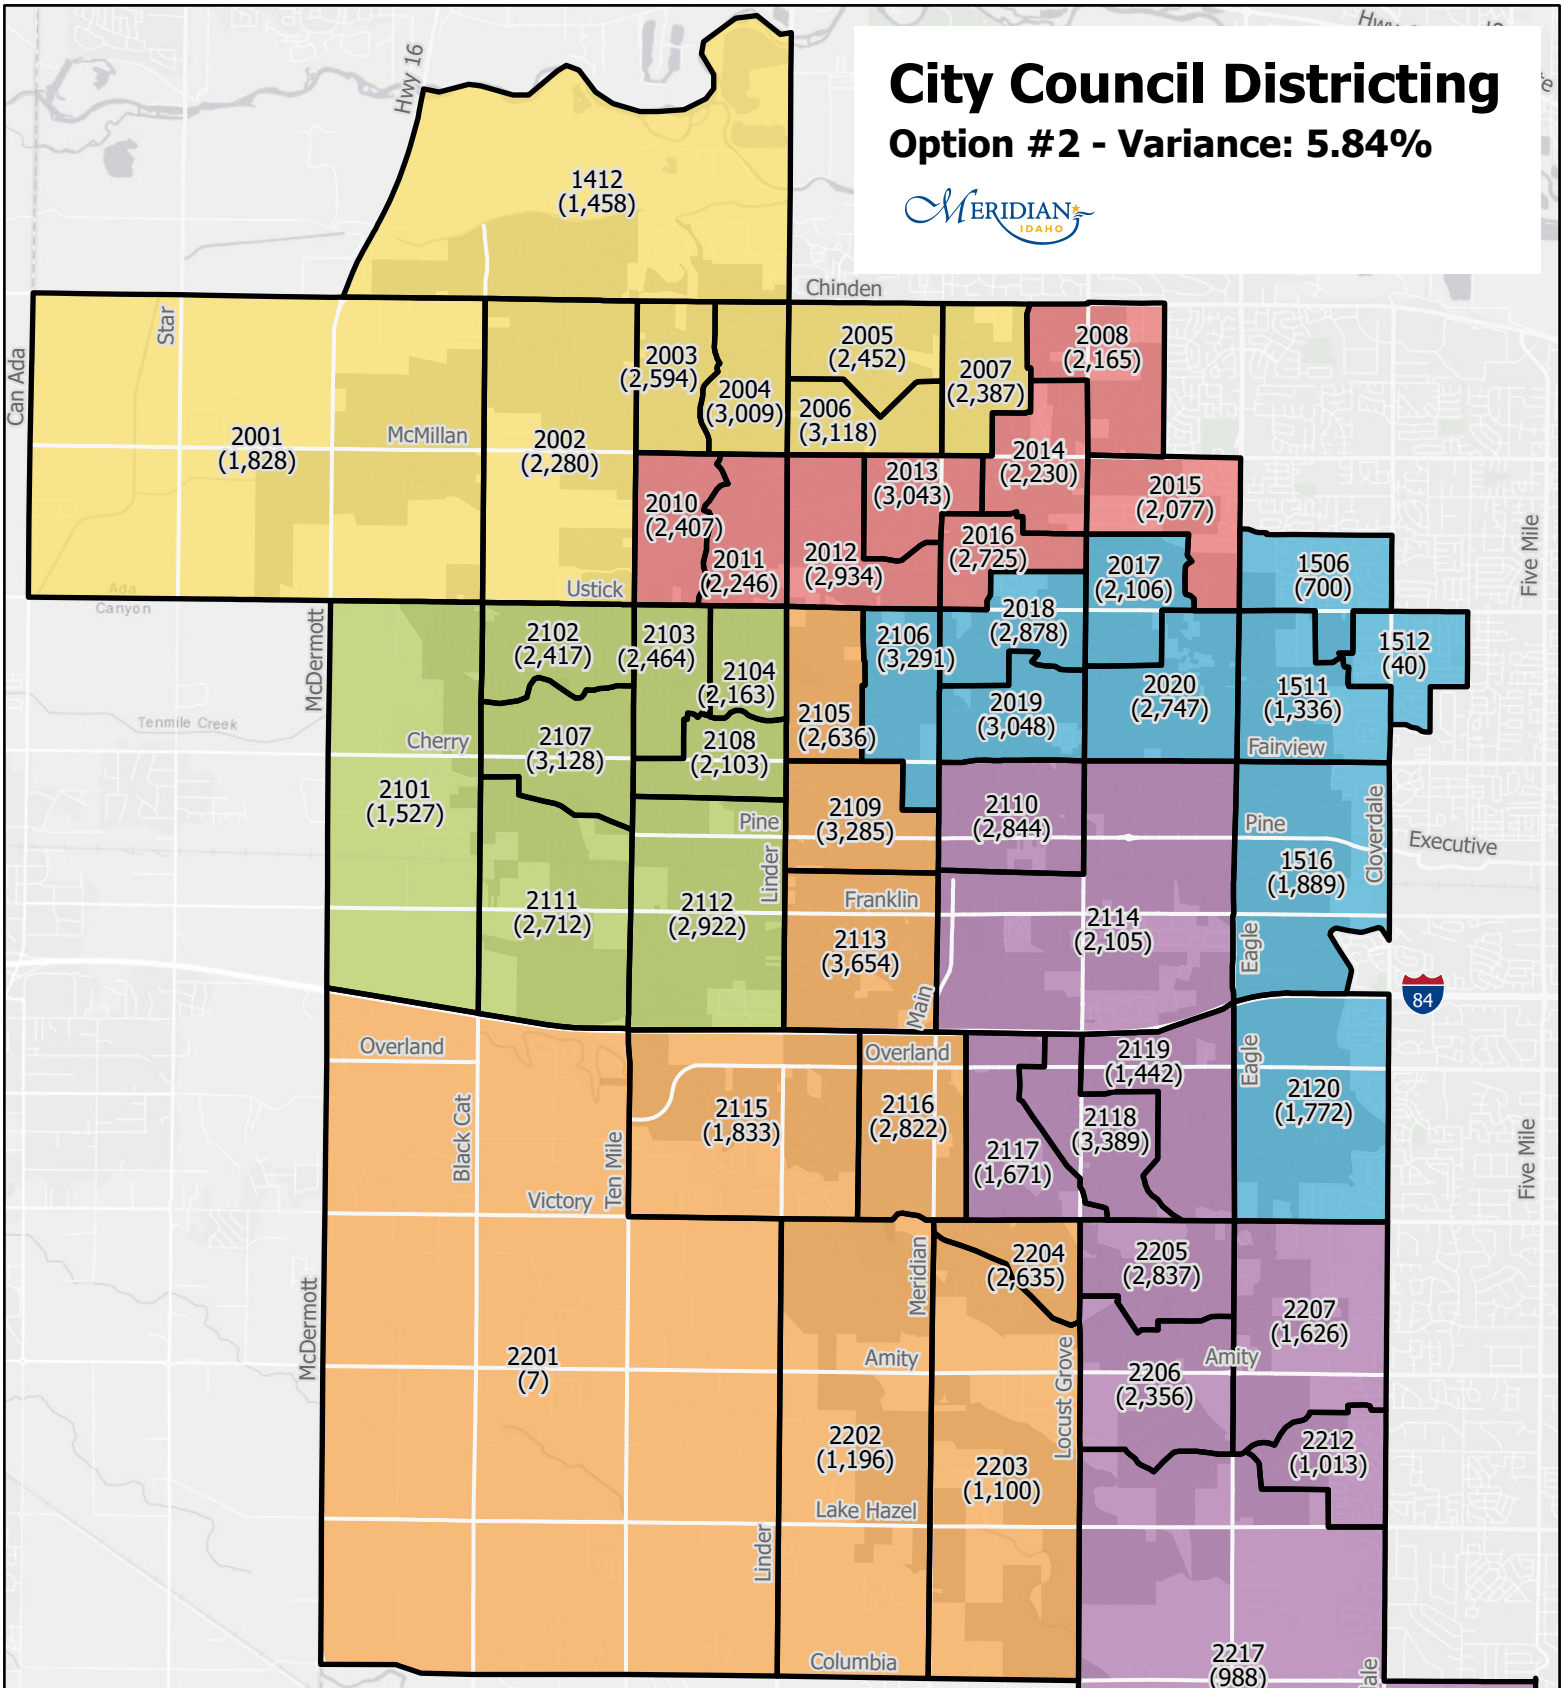 City Council Districting
Option #2 - Variance: 5.84%
MERIDIAN
IDAHO
Hwy 16
1412
(1,458)
Chinden
Star
Can Ada
2001
(1,828)
McMillan
2002
(2,280)
2003
(2,594)
2004
(3,009)
2005
(2,452)
2006
(3,118)
2007
(2,387)
2008
(2,165)
2010
(2,407)
2011
(2,246)
2012
(2,934)
2013
(3,043)
2014
(2,230)
2015
(2,077)
2016
(2,725)
2017
(2,106)
2018
(2,878)
2019
(3,048)
2020
(2,747)
1506
(700)
1512
(40)
1511
(1,336)
Five Mile
Ada
Canyon
Ustick
McDermott
Tenmile Creek
2102
(2,417)
2103
(2,464)
2104
(2,163)
2105
(2,636)
2106
(3,291)
Cherry
2107
(3,128)
2108
(2,103)
Fairview
2101
(1,527)
2109
(3,285)
2110
(2,844)
Pine
Pine
Linder
Cloverdale
Executive
1516
(1,889)
2111
(2,712)
2112
(2,922)
Franklin
2113
(3,654)
2114
(2,105)
Eagle
Main
84
Overland
Overland
Black Cat
Ten Mile
2115
(1,833)
2116
(2,822)
2117
(1,671)
2118
(3,389)
2119
(1,442)
Eagle
2120
(1,772)
Five Mile
Victory
McDermott
Meridian
2204
(2,635)
2205
(2,837)
2207
(1,626)
2201
(7)
Amity
Amity
Locust Grove
2206
(2,356)
2202
(1,196)
2203
(1,100)
2212
(1,013)
Lake Hazel
Linder
Columbia
2217
(988)